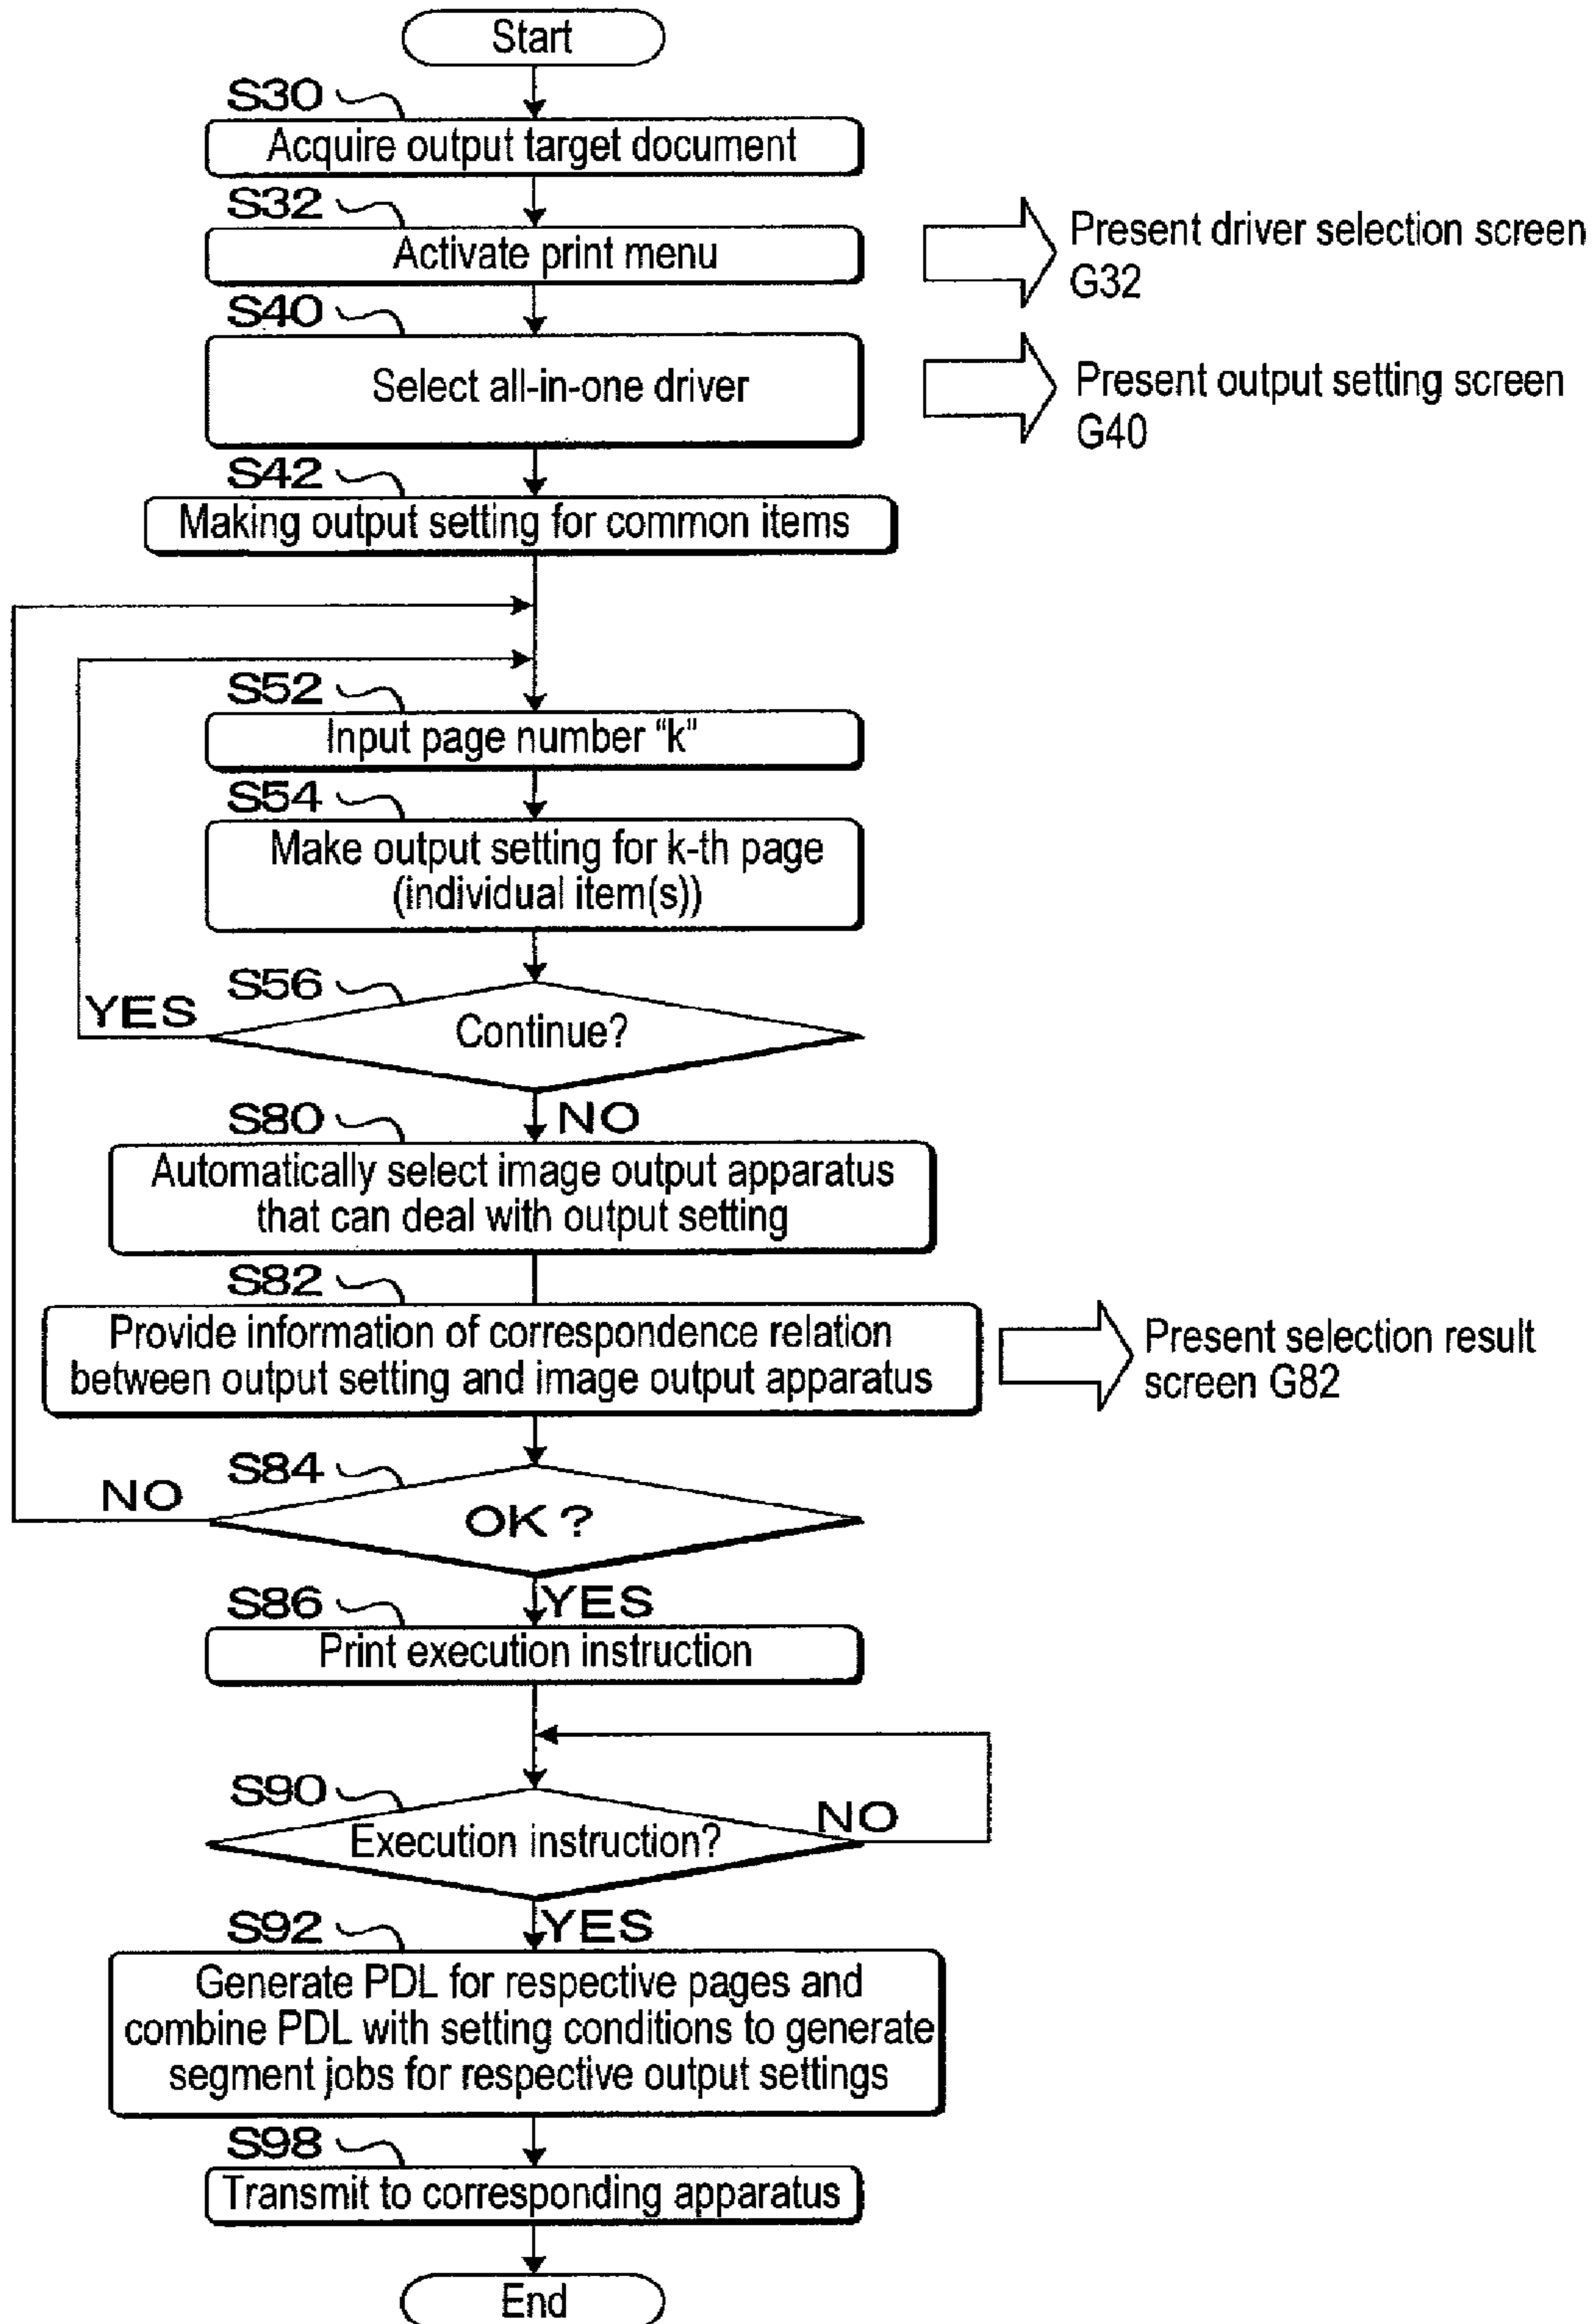 Start
S30
Acquire output target document
S32
Activate print menu
Present driver selection screen
G32
S40
Select all-in-one driver
Present output setting screen
G40
S42
Making output setting for common items
S52
Input page number “k”
S54
Make output setting for k-th page
(individual item(s))
S56
YES
Continue?
NO
S80
Automatically select image output apparatus
that can deal with output setting
S82
Provide information of correspondence relation
between output setting and image output apparatus
Present selection result
screen G82
S84
NO
OK ?
YES
S86
Print execution instruction
S90
NO
Execution instruction?
YES
S92
Generate PDL for respective pages and
combine PDL with setting conditions to generate
segment jobs for respective output settings
S98
Transmit to corresponding apparatus
End